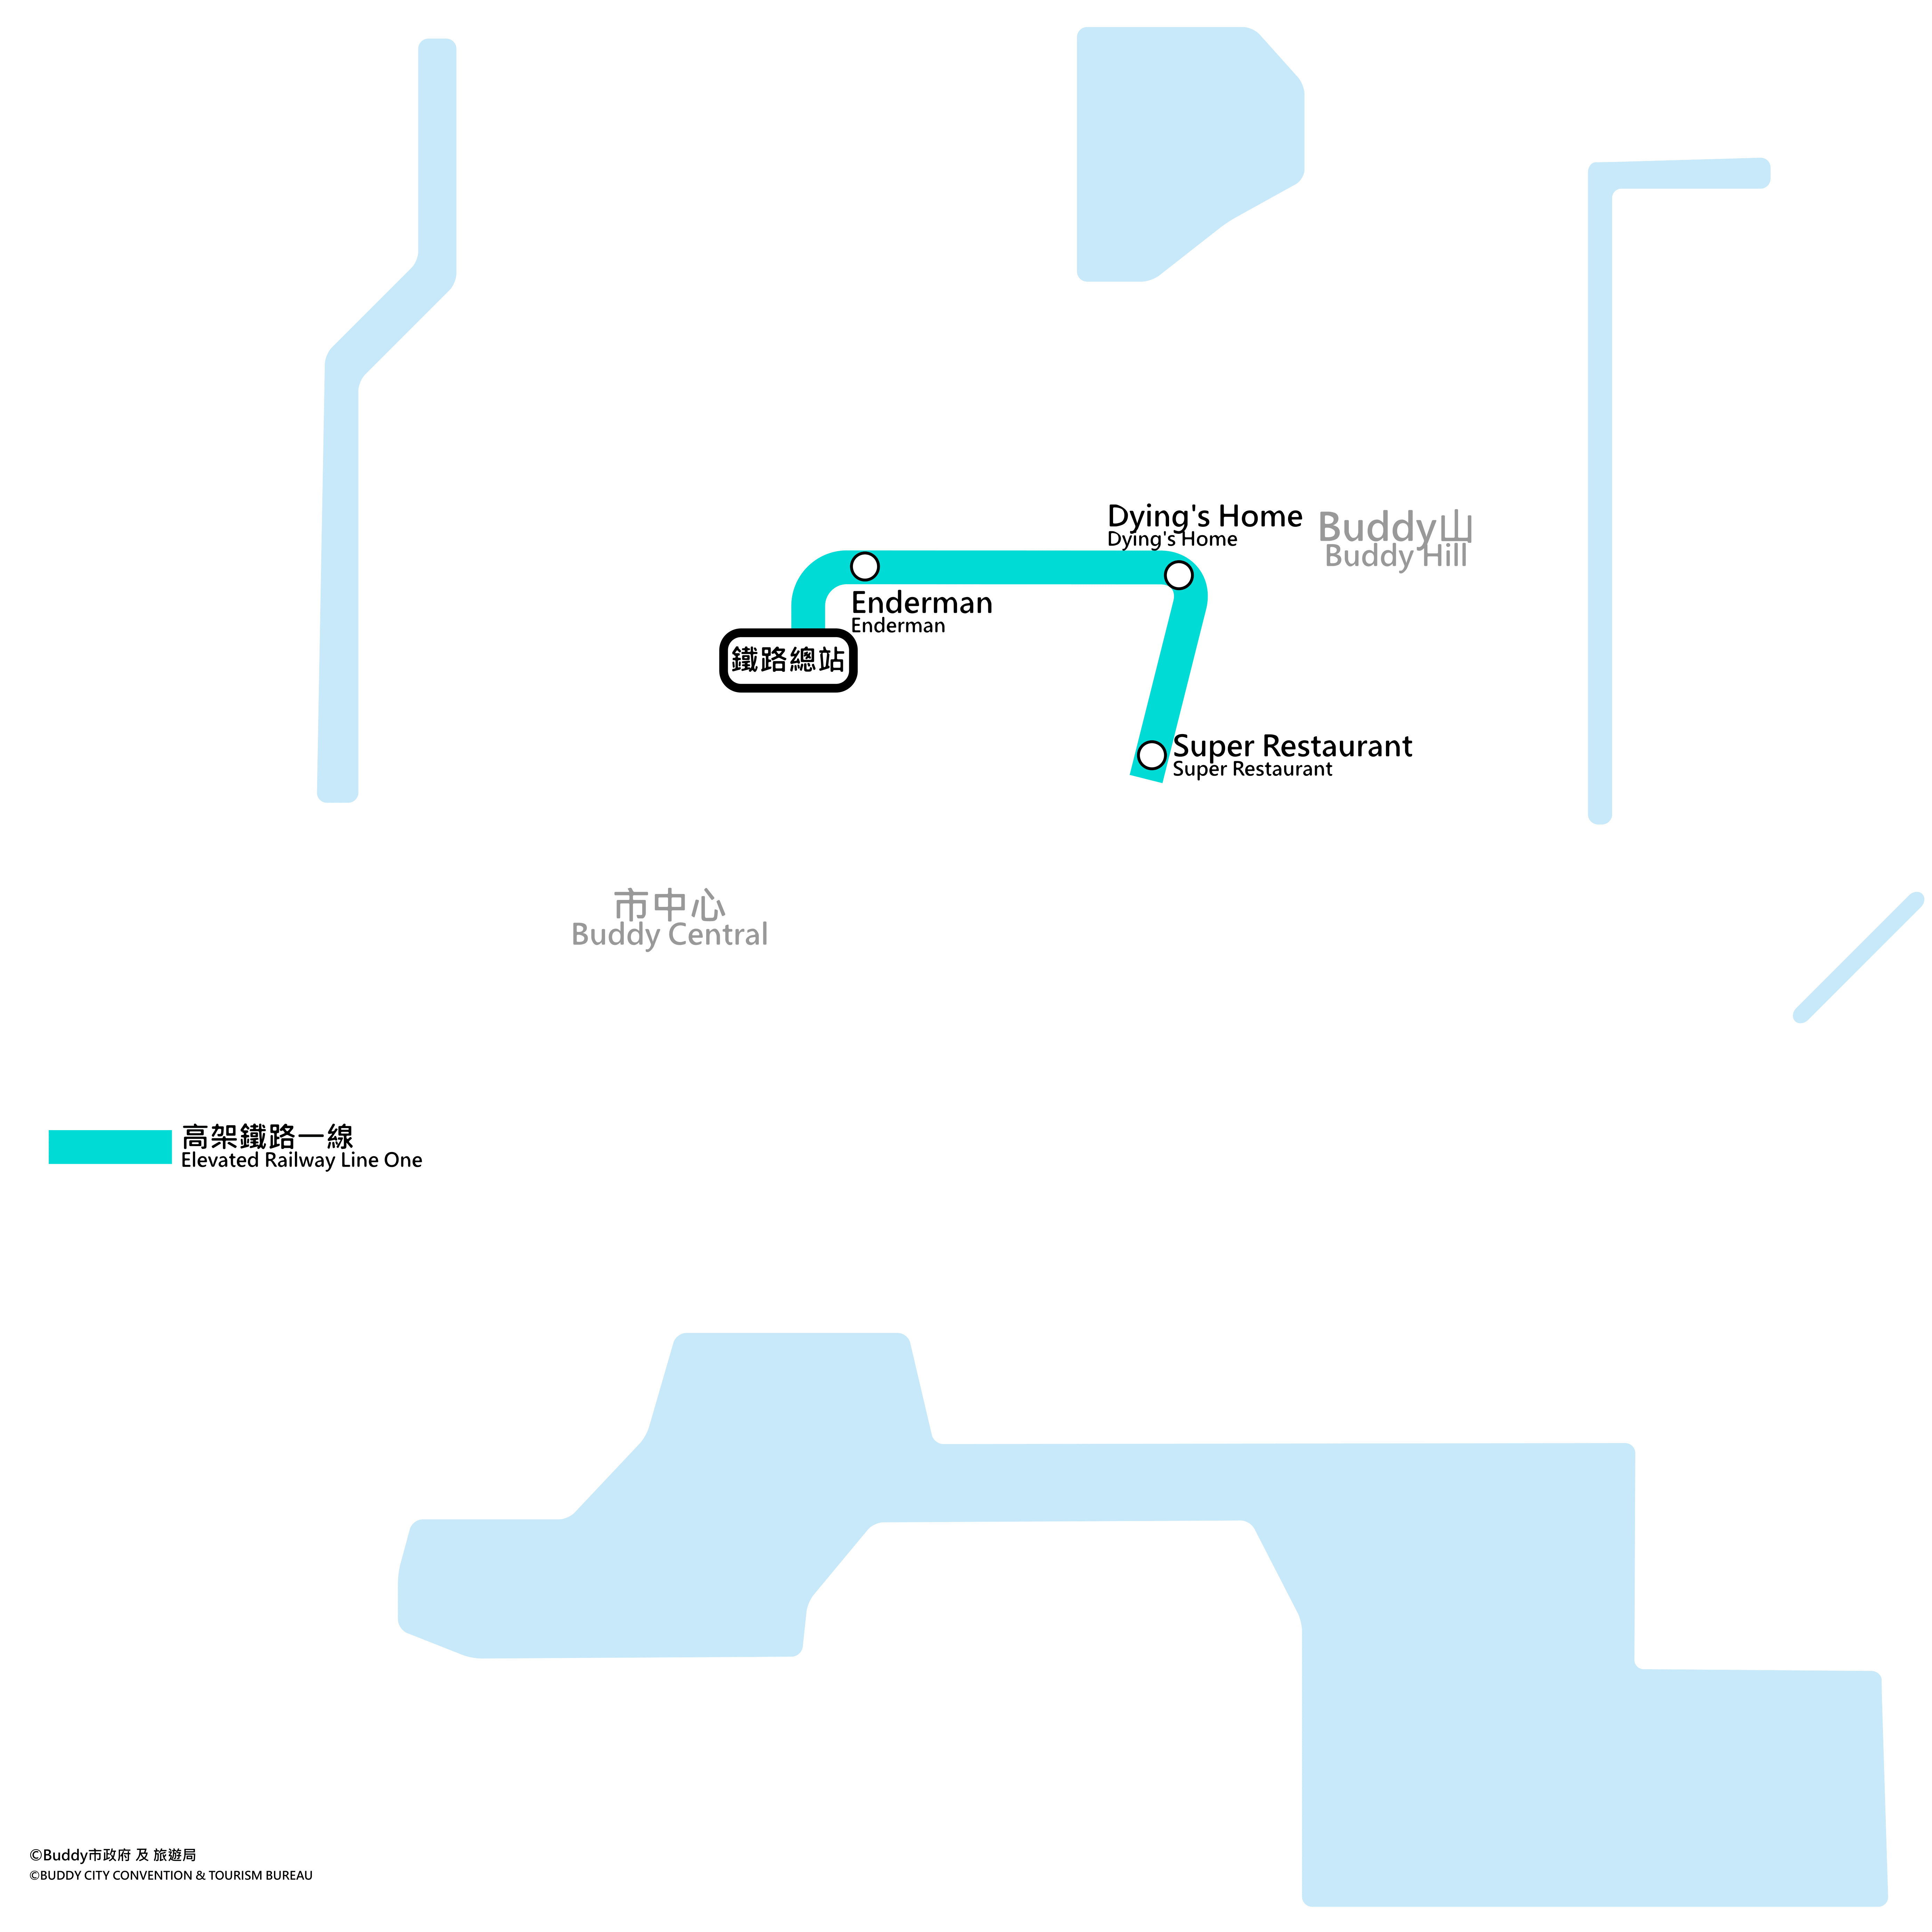 Dying's Home
Dying's Home
Buddy山
Buddy Hill
Enderman
Enderman
鐵路總站
Super Restaurant
Super Restaurant
市中心
Buddy Central
高架鐵路一線
Elevated Railway Line One
©Buddy市政府 及 旅遊局
©BUDDY CITY CONVENTION & TOURISM BUREAU